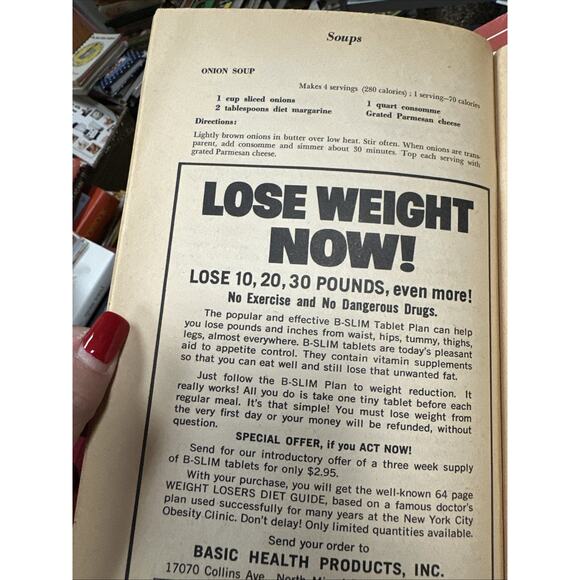 Soups
ONION SOUP
Makes 4 servings (280 calories) ; 1 serving—70 calories
1 cup sliced onions 1 quart consomme
2 tablespoons diet margarine Grated Parmesan cheese
Directions:
Lightly brown onions in butter over low heat. Stir often. When onions are trans-
parent, add consomme and simmer about 30 minutes. Top each serving with
grated Parmesan cheese.
LOSE WEIGHT
NOW!
LOSE 10, 20, 30 POUNDS, even more!
No Exercise and No Dangerous Drugs.
The popular and effective B-SLIM Tablet Plan can help
you lose pounds and inches from waist, hips, tummy, thighs,
legs, almost everywhere. B-SLIM tablets are today's pleasant
aid to appetite control. They contain vitamin supplements
so that you can eat well and still lose that unwanted fat.
Just follow the B-SLIM Plan to weight reduction. It
really works! All you do is take one tiny tablet before each
regular meal. It's that simple! You must lose weight from
the very first day or your money will be refunded, without
question.
SPECIAL OFFER, if you ACT NOW!
Send for our introductory offer of a three week supply
of B-SLIM tablets for only $2.95.
With your purchase, you will get the well-known 64 page
WEIGHT LOSERS DIET GUIDE, based on a famous doctor's
plan used successfully for many years at the New York City
Obesity Clinic. Don't delay! Only limited quantities available.
Send your order to
BASIC HEALTH PRODUCTS, INC.
17070 Collins Ave., North